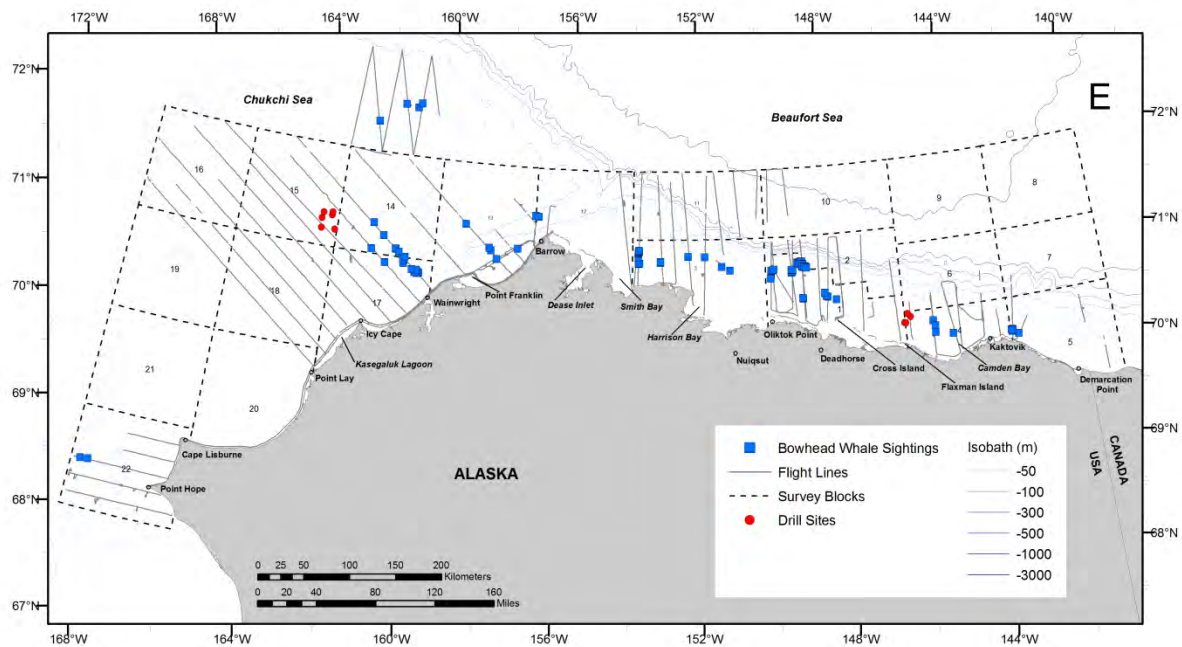 172°W 168°W 164°W 160°W 156°W 152°W 148°W 144°W 140°W
72°N
72°N
Chukchi Sea
Beaufort Sea
E
71°N
71°N
16
15
14
10
9
8
19
18
17
2
6
7
Barrow
70°N
70°N
Point Franklin
Dease Inlet
Smith Bay
Wainwright
Icy Cape
Harrison Bay
Oliktok Point
5
Kaktovik
Kasegaluk Lagoon
Nuiqsut
Deadhorse
Cross Island
Camden Bay
21
Point Lay
Flaxman Island
Demarcation Point
69°N
69°N
20
Cape Lisburne
22
Point Hope
ALASKA
68°N
68°N
Bowhead Whale Sightings
Flight Lines
Survey Blocks
Drill Sites
Isobath (m)
-50
-100
-300
-500
-1000
-3000
CANADA
USA
0 25 50 100 150 200
Kilometers
0 20 40 80 120 160
Miles
67°N
67°N
168°W 164°W 160°W 156°W 152°W 148°W 144°W